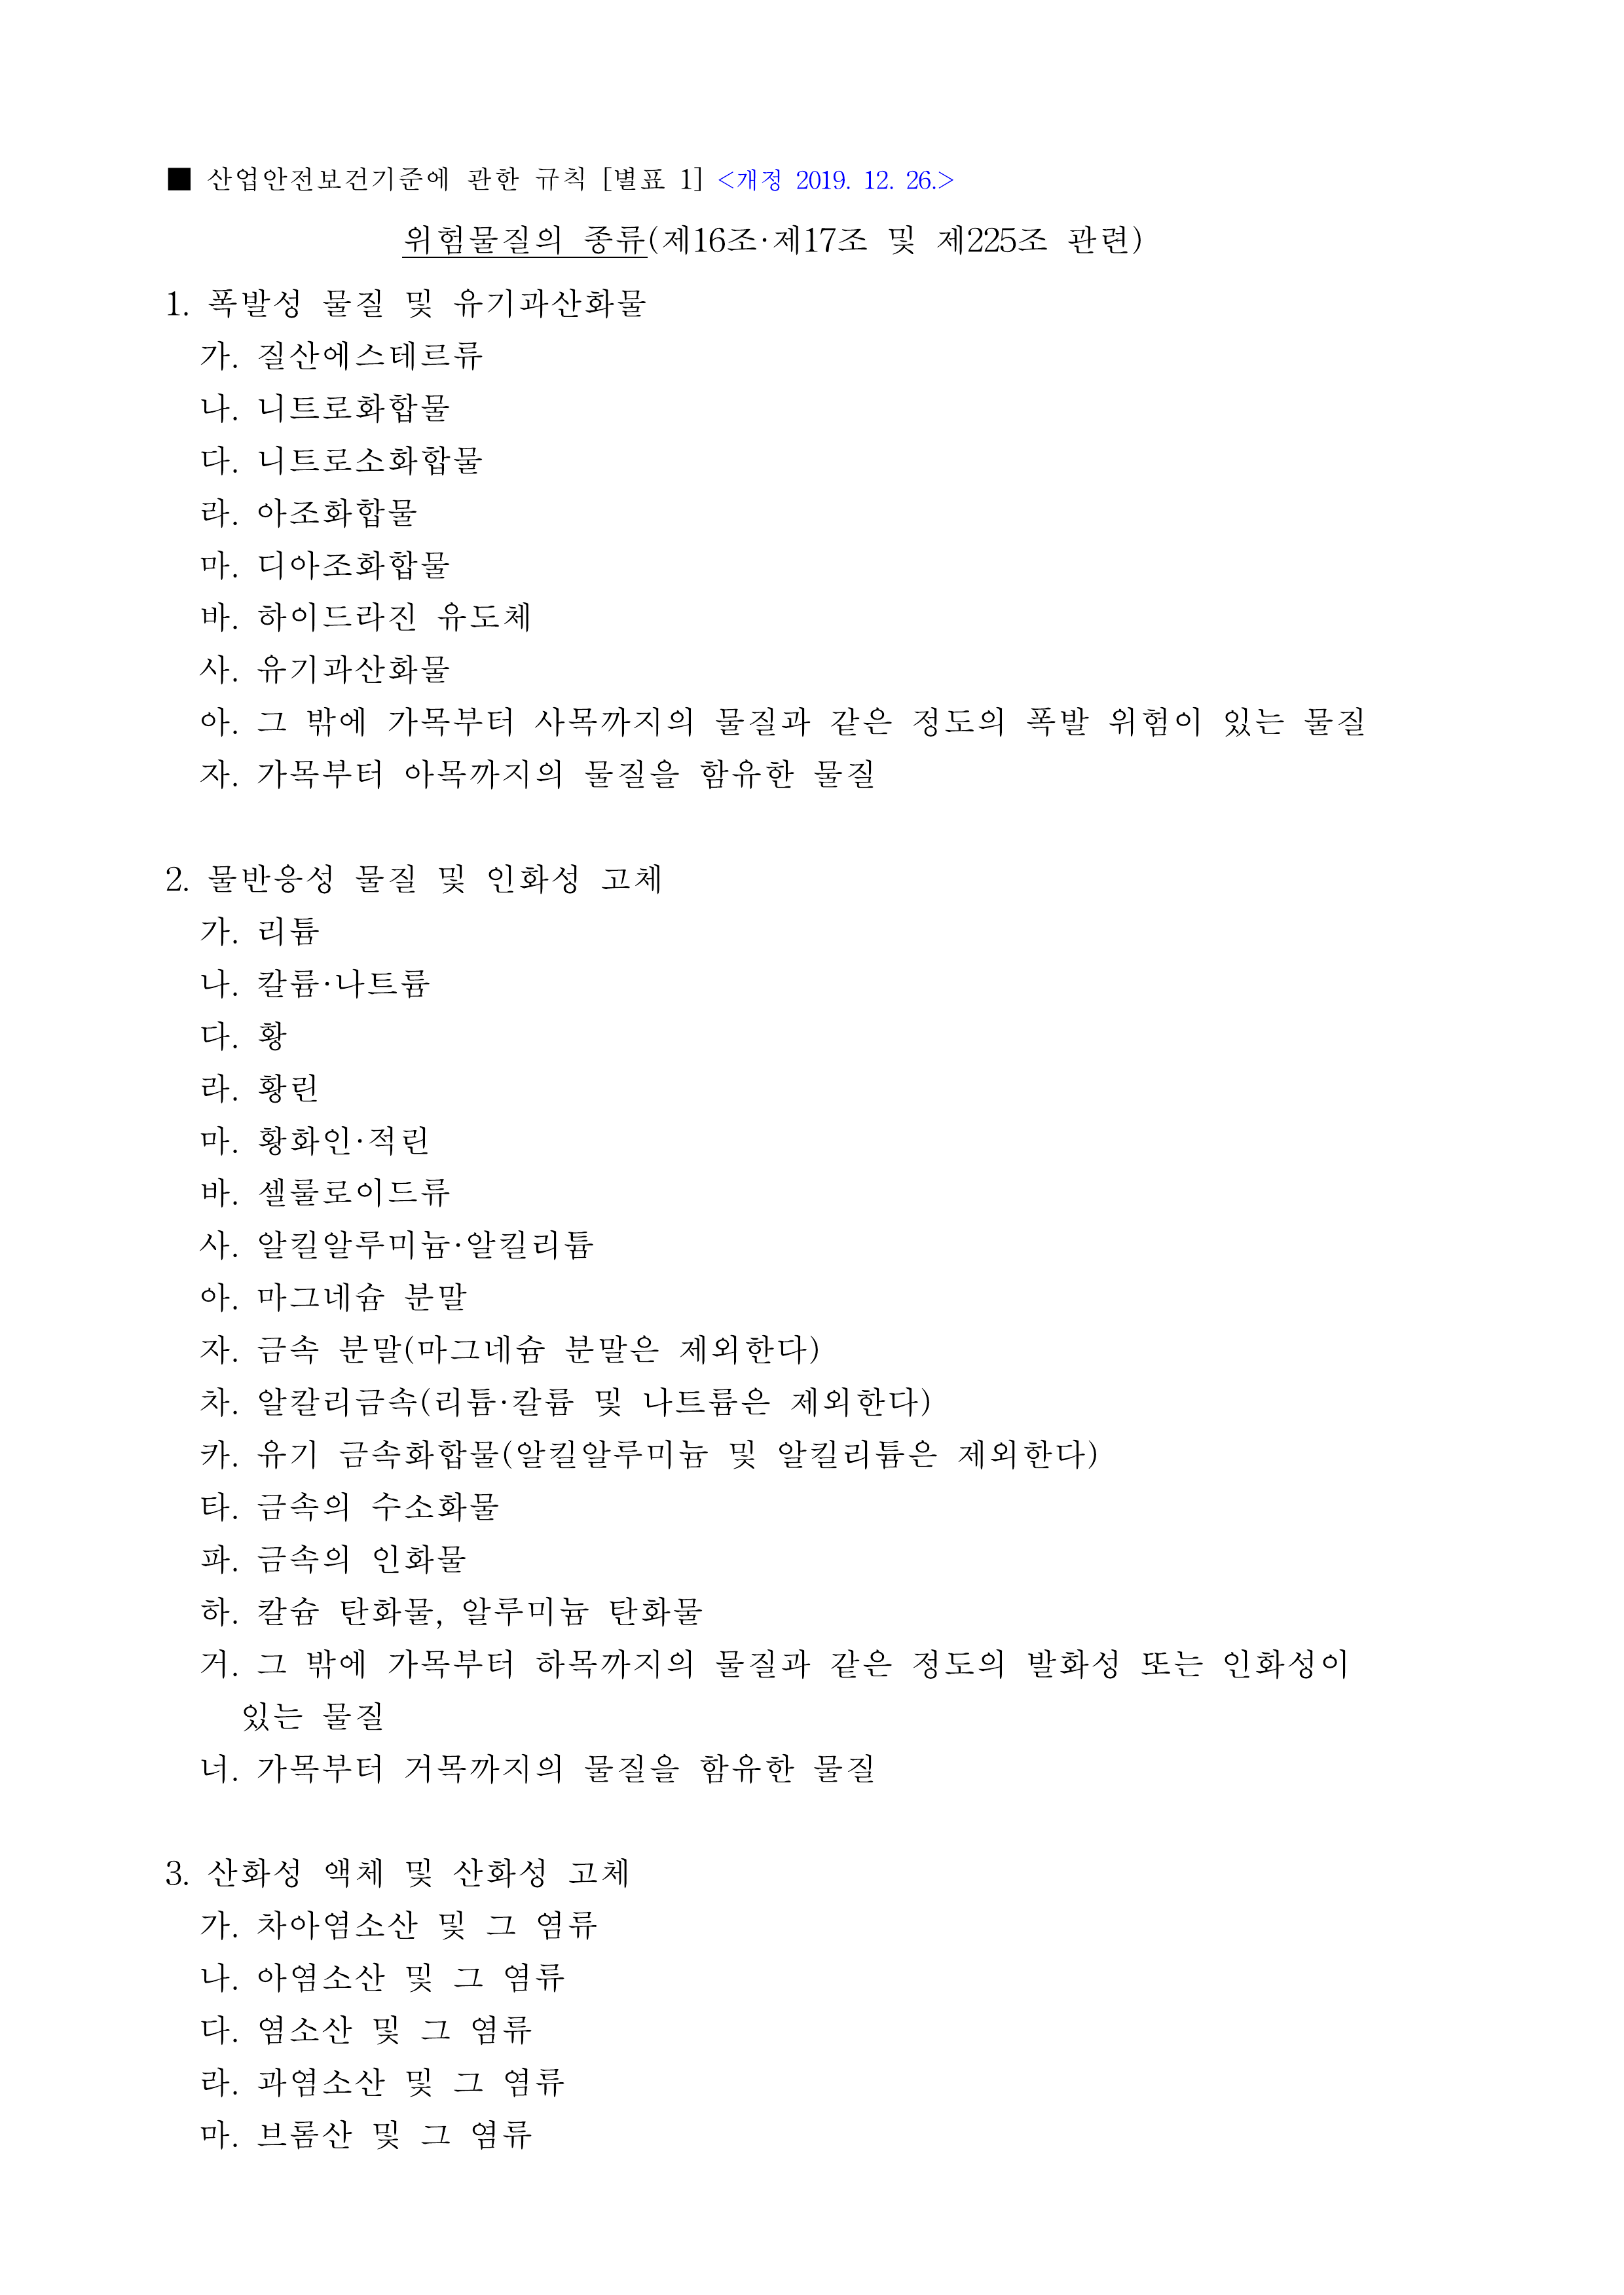 ■ 산업안전보건기준에 관한 규칙 [별표 1] <개정 2019. 12. 26.>
위험물질의 종류(제16조·제17조 및 제225조 관련)
1. 폭발성 물질 및 유기과산화물
가. 질산에스테르류
나. 니트로화합물
다. 니트로소화합물
라. 아조화합물
마. 디아조화합물
바. 하이드라진 유도체
사. 유기과산화물
아. 그 밖에 가목부터 사목까지의 물질과 같은 정도의 폭발 위험이 있는 물질
자. 가목부터 아목까지의 물질을 함유한 물질
2. 물반응성 물질 및 인화성 고체
가. 리튬
나. 칼륨·나트륨
다. 황
라. 황린
마. 황화인·적린
바. 셀룰로이드류
사. 알킬알루미늄·알킬리튬
아. 마그네슘 분말
자. 금속 분말(마그네슘 분말은 제외한다)
차. 알칼리금속(리튬·칼륨 및 나트륨은 제외한다)
카. 유기 금속화합물(알킬알루미늄 및 알킬리튬은 제외한다)
타. 금속의 수소화물
파. 금속의 인화물
하. 칼슘 탄화물, 알루미늄 탄화물
거. 그 밖에 가목부터 하목까지의 물질과 같은 정도의 발화성 또는 인화성이
있는 물질
너. 가목부터 거목까지의 물질을 함유한 물질
3. 산화성 액체 및 산화성 고체
가. 차아염소산 및 그 염류
나. 아염소산 및 그 염류
다. 염소산 및 그 염류
라. 과염소산 및 그 염류
마. 브롬산 및 그 염류